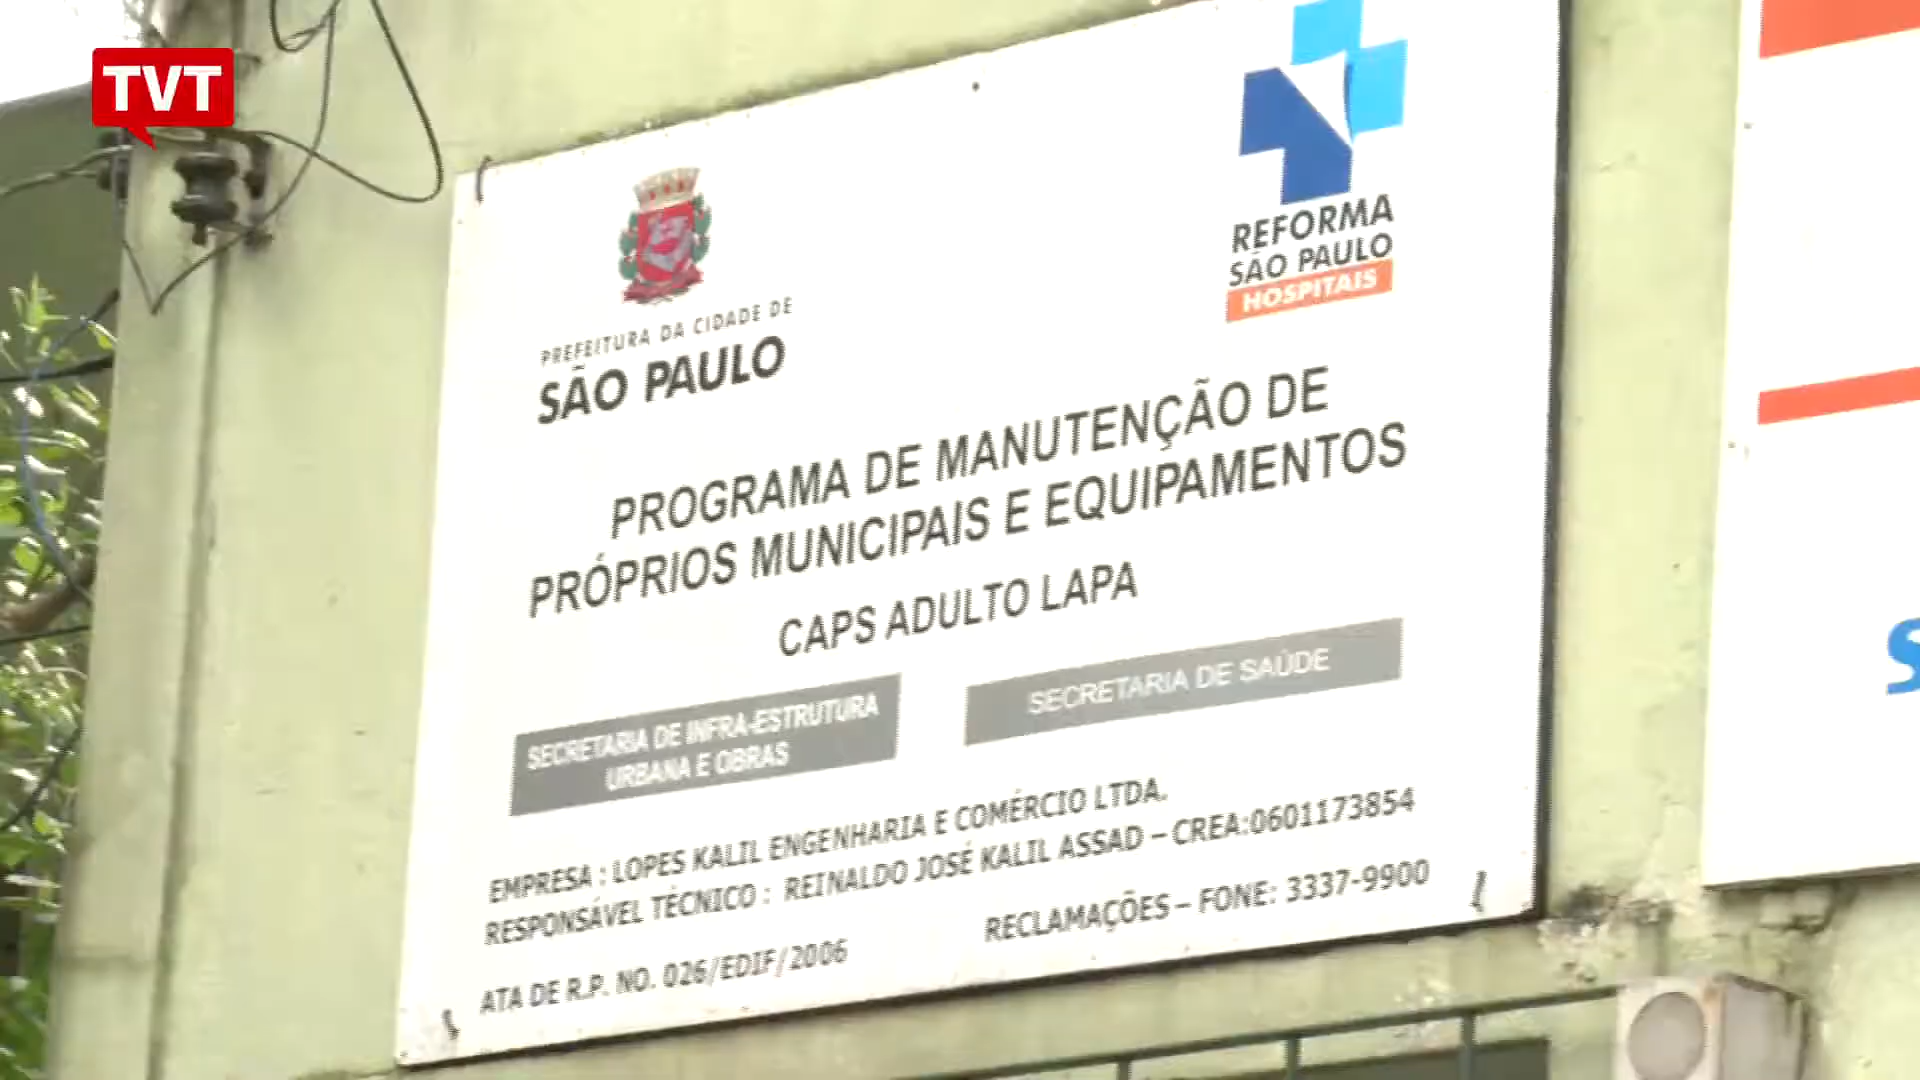 TVT
PREFEITURA DA CIDADE DE
SÃO PAULO
REFORMA
SÃO PAULO
HOSPITAIS
PROGRAMA DE MANUTENÇÃO DE
PRÓPRIOS MUNICIPAIS E EQUIPAMENTOS
CAPS ADULTO LAPA
SECRETARIA DE INFRA-ESTRUTURA
URBANA E OBRAS
SECRETARIA DE SAÚDE
EMPRESA : LOPES KALIL ENGENHARIA E COMÉRCIO LTDA.
RESPONSÁVEL TÉCNICO : REINALDO JOSÉ KALIL ASSAD – CREA:0601173854
ATA DE R.P. NO. 026/EDIF/2006
RECLAMAÇÕES – FONE: 3337-9900